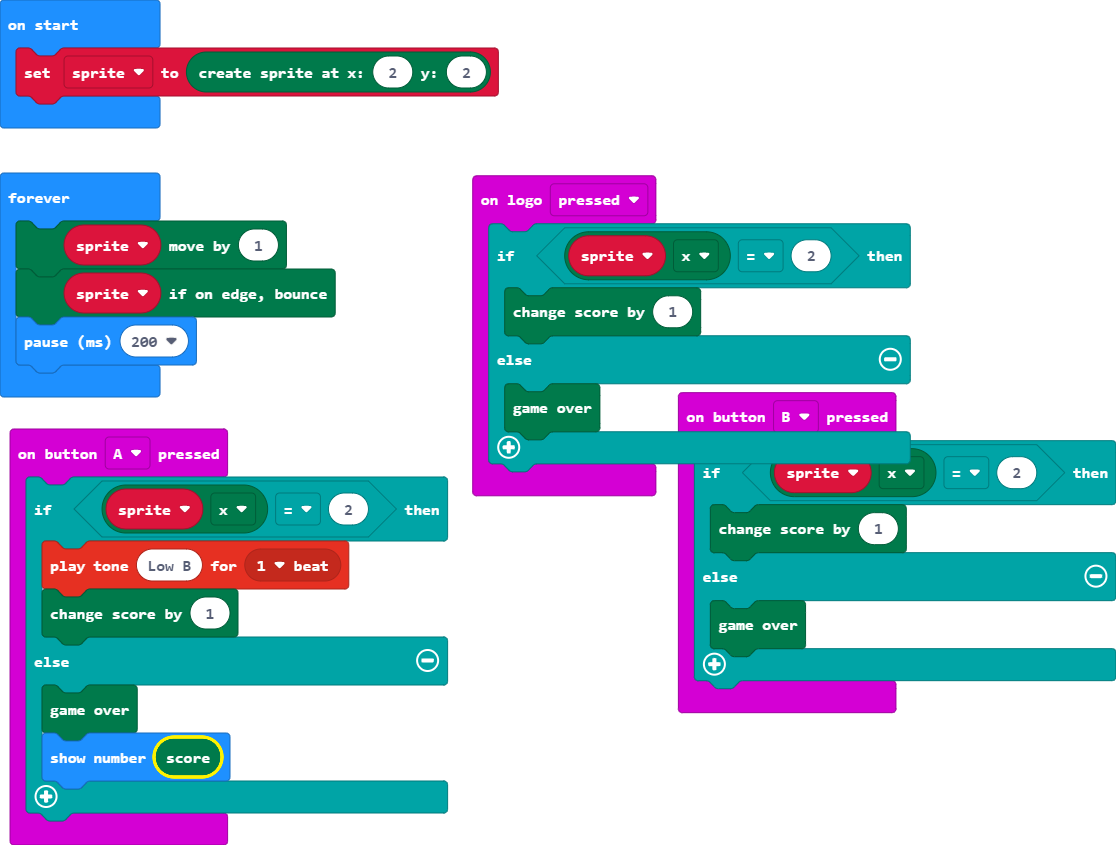 on start
set sprite to create sprite at x: 2 y: 2
forever
sprite move by 1
sprite if on edge, bounce
pause (ms) 200
on logo pressed
if sprite x = 2 then
change score by 1
else
game over
on button B pressed
if sprite x = 2 then
change score by 1
else
game over
on button A pressed
if sprite x = 2 then
play tone Low B for 1 beat
change score by 1
else
game over
show number score